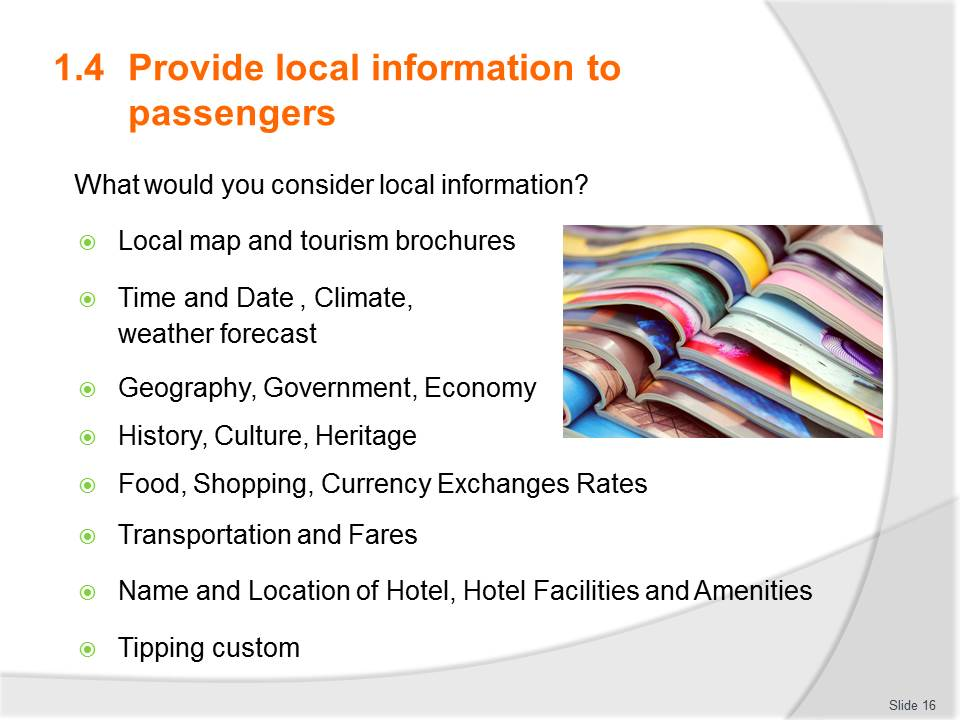 1.4 Provide local information to
passengers
What would you consider local information?
Local map and tourism brochures
Time and Date , Climate,
weather forecast
Geography, Government, Economy
History, Culture, Heritage
Food, Shopping, Currency Exchanges Rates
Transportation and Fares
Name and Location of Hotel, Hotel Facilities and Amenities
Tipping custom
Slide 16